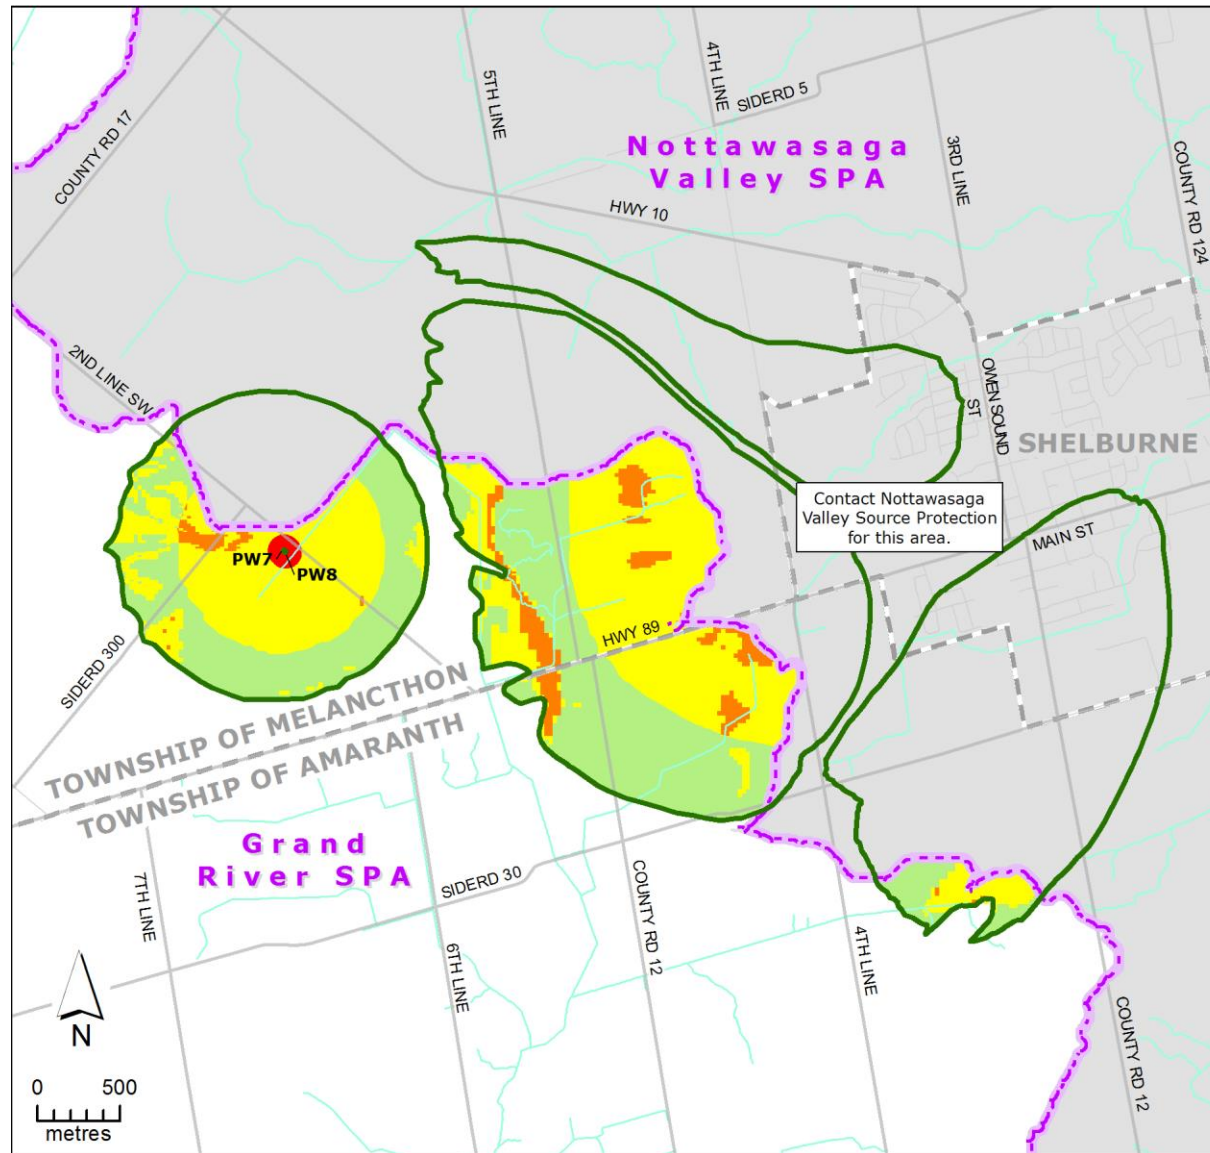 4TH LINE
SIDERD 5
5TH LINE
COUNTY RD 17
Nottawasaga
Valley SPA
3RD LINE
COUNTY RD 124
HWY 10
2ND LINE SW
OWEN SOUND
ST
SHELBURNE
Contact Nottawasaga
Valley Source Protection
for this area.
MAIN ST
PW7
PW8
HWY 89
SIDERD 300
TOWNSHIP OF MELANCTHON
TOWNSHIP OF AMARANTH
Grand
River SPA
SIDERD 30
7TH LINE
6TH LINE
COUNTY RD 12
4TH LINE
COUNTY RD 12
N
0 500
metres